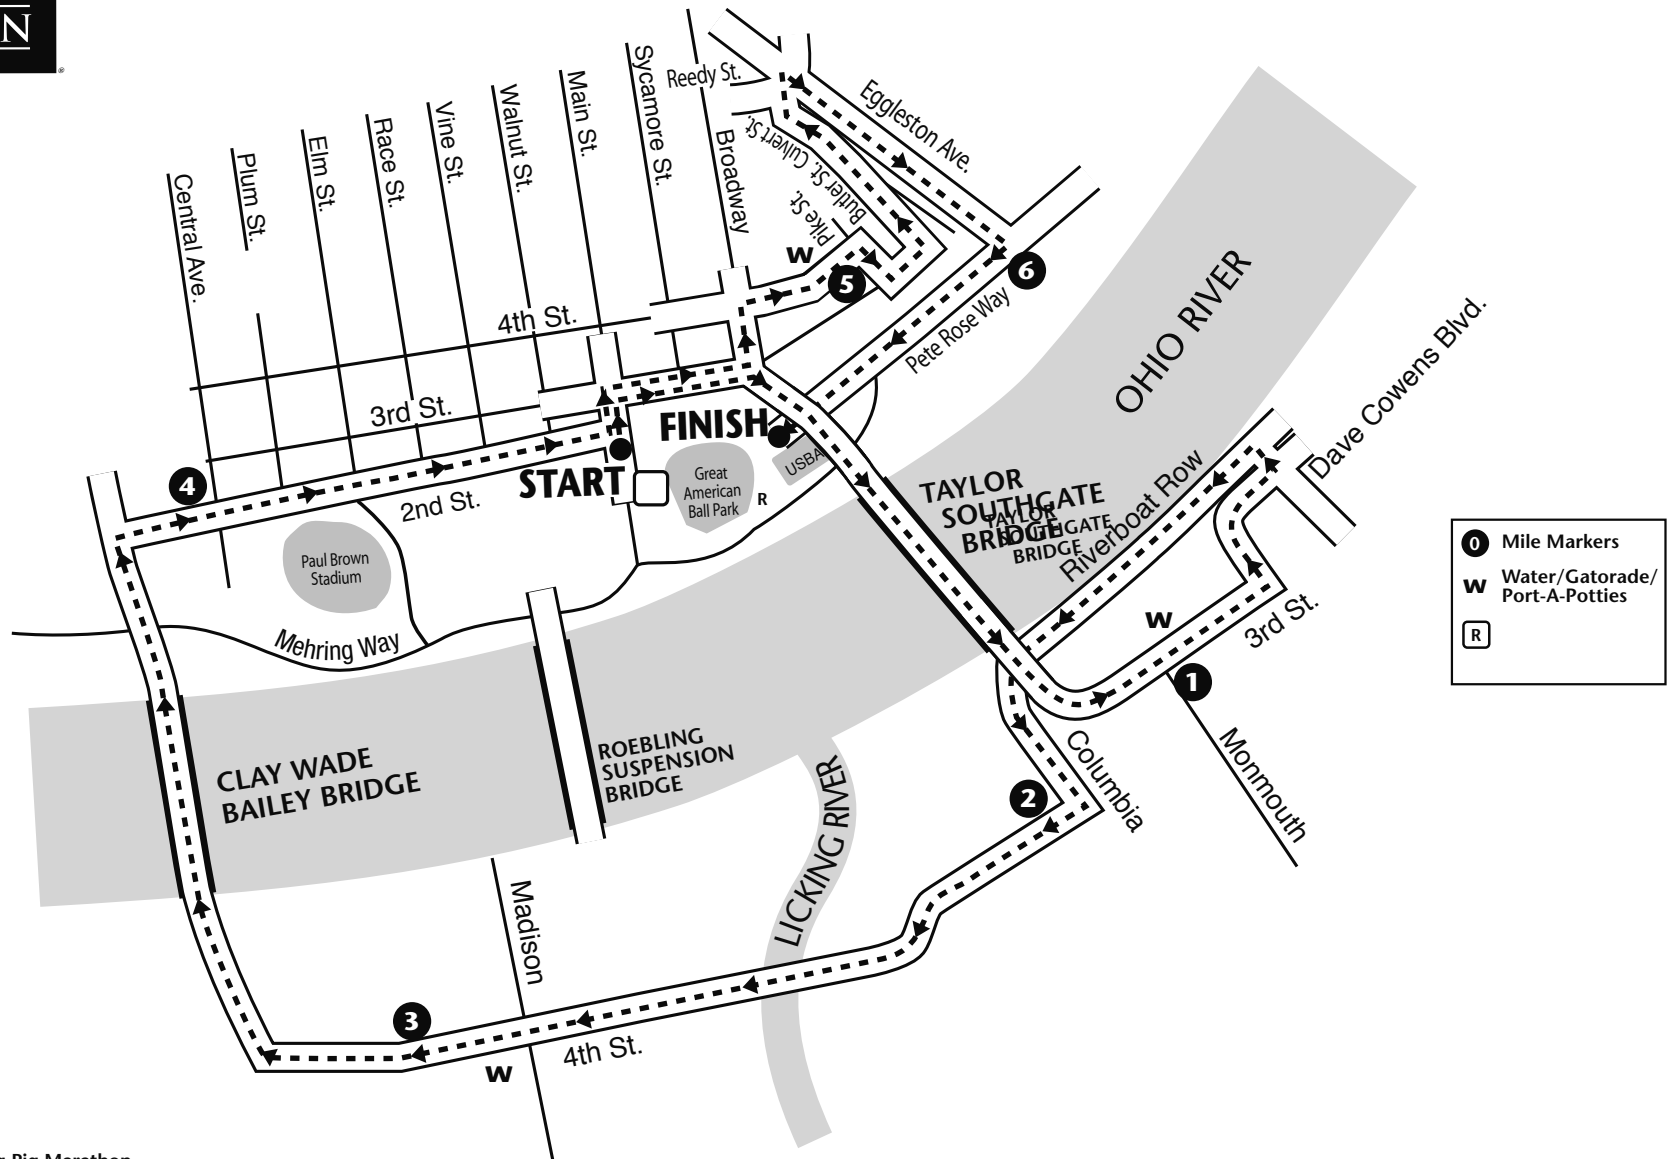 N
®
Central Ave.
Plum St.
Elm St.
Race St.
Vine St.
Walnut St.
Main St.
Sycamore St.
Reedy St.
Broadway
Culvert St.
Butler St.
Pike St.
Eggleston Ave.
W
5
6
4th St.
3rd St.
Pete Rose Way
OHIO RIVER
Dave Cowens Blvd.
4
2nd St.
START
FINISH
Great
American
Ball Park
R
USBA
TAYLOR
SOUTHGATE
BRIDGE
TAYLOR
SOUTHGATE
BRIDGE
Riverboat Row
Paul Brown
Stadium
Mehring Way
W
3rd St.
1
Monmouth
0 Mile Markers
W Water/Gatorade/
Port-A-Potties
R
CLAY WADE
BAILEY BRIDGE
ROEBLING
SUSPENSION
BRIDGE
LICKING RIVER
2
Columbia
Madison
3
W
4th St.
Pig Marathon